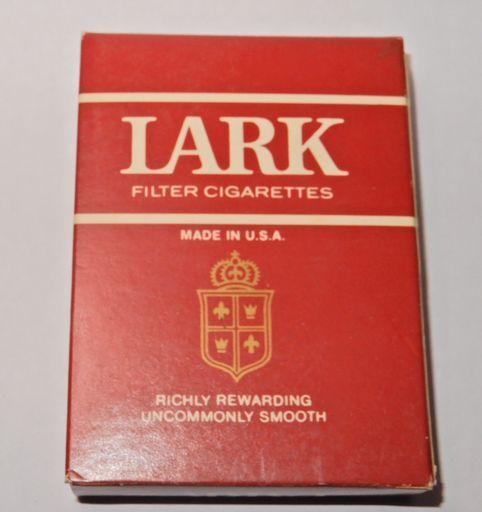 LARK
FILTER CIGARETTES
MADE IN U.S.A.
RICHLY REWARDING
UNCOMMONLY SMOOTH